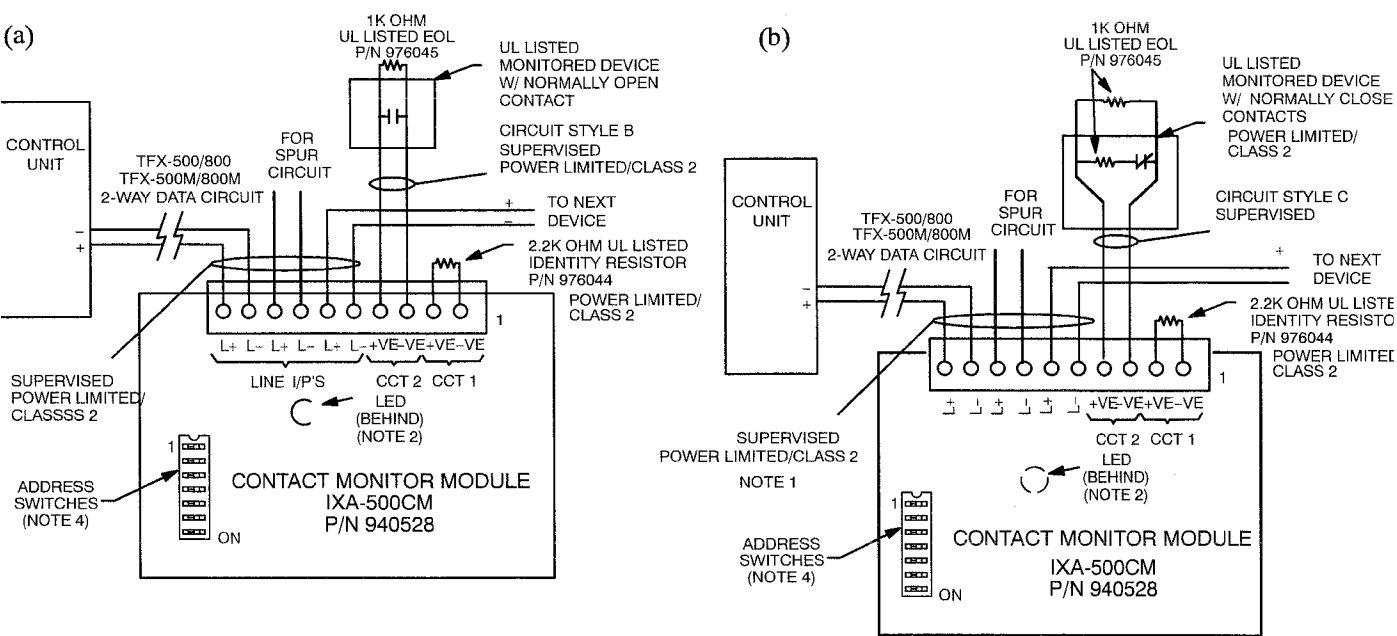 (a)
1K OHM
UL LISTED EOL
P/N 976045
UL LISTED
MONITORED DEVICE
W/ NORMALLY OPEN
CONTACT
CIRCUIT STYLE B
SUPERVISED
POWER LIMITED/CLASS 2
CONTROL
UNIT
TFX-500/800
TFX-500M/800M
2-WAY DATA CIRCUIT
FOR
SPUR
CIRCUIT
+ TO NEXT
− DEVICE
−
+
2.2K OHM UL LISTED
IDENTITY RESISTOR
P/N 976044
POWER LIMITED/
CLASS 2
1
L+ L− L+ L− L+ L− +VE−VE +VE−VE
LINE I/P'S CCT 2 CCT 1
SUPERVISED
POWER LIMITED/
CLASSSS 2
LED
(BEHIND)
(NOTE 2)
1
ADDRESS
SWITCHES
(NOTE 4)
ON
CONTACT MONITOR MODULE
IXA-500CM
P/N 940528
(b)
1K OHM
UL LISTED EOL
P/N 976045
UL LISTED
MONITORED DEVICE
W/ NORMALLY CLOSE
CONTACTS
POWER LIMITED/
CLASS 2
CIRCUIT STYLE C
SUPERVISED
CONTROL
UNIT
TFX-500/800
TFX-500M/800M
2-WAY DATA CIRCUIT
FOR
SPUR
CIRCUIT
+ TO NEXT
DEVICE
−
+
2.2K OHM UL LISTE
IDENTITY RESISTO
P/N 976044
POWER LIMITED
CLASS 2
1
L+ L− L+ L− L+ L− +VE−VE +VE−VE
CCT 2 CCT 1
SUPERVISED
POWER LIMITED/CLASS 2
NOTE 1
LED
(BEHIND)
(NOTE 2)
1
ADDRESS
SWITCHES
(NOTE 4)
ON
CONTACT MONITOR MODULE
IXA-500CM
P/N 940528